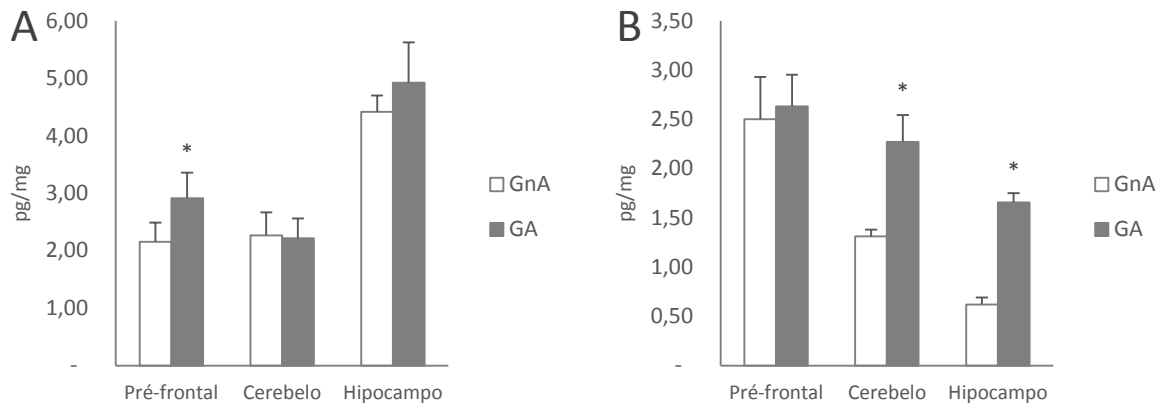 A
6,00
5,00
4,00
3,00
2,00
1,00
-
pg/mg
*
Pré-frontal Cerebelo Hipocampo
GnA
GA
B
3,50
3,00
2,50
2,00
1,50
1,00
0,50
-
pg/mg
*
*
Pré-frontal Cerebelo Hipocampo
GnA
GA